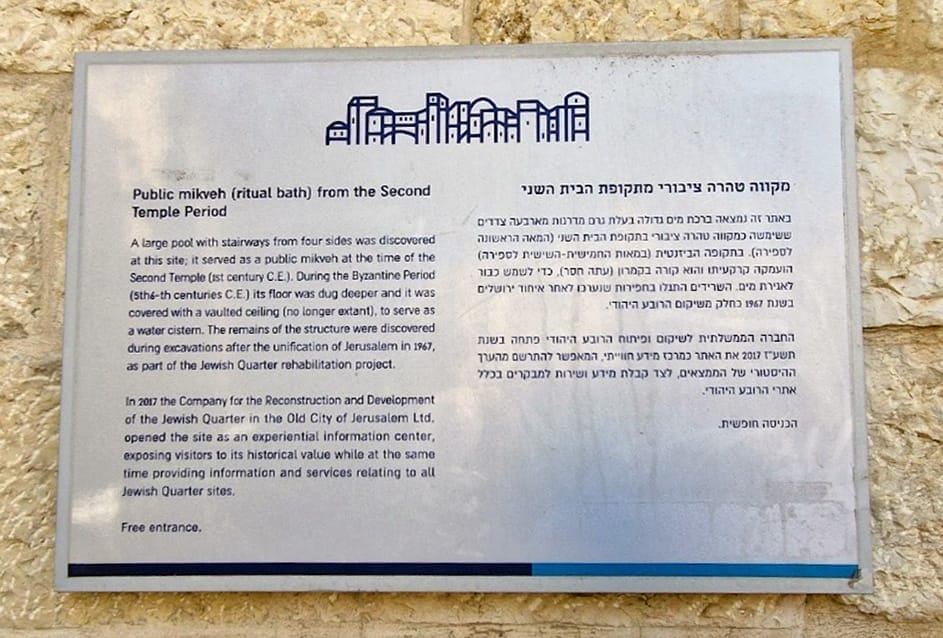 Public mikveh (ritual bath) from the Second
Temple Period
A large pool with stairways from four sides was discovered
at this site; it served as a public mikveh at the time of the
Second Temple (1st century C.E.). During the Byzantine Period
(5th6-th centuries C.E.) its floor was dug deeper and it was
covered with a vaulted ceiling (no longer extant), to serve as
a water cistern. The remains of the structure were discovered
during excavations after the unification of Jerusalem in 1967,
as part of the Jewish Quarter rehabilitation project.
In 2017 the Company for the Reconstruction and Development
of the Jewish Quarter in the Old City of Jerusalem Ltd.
opened the site as an experiential information center,
exposing visitors to its historical value while at the same
time providing information and services relating to all
Jewish Quarter sites.
Free entrance.
מקווה טהרה ציבורי מתקופת הבית השני
באתר זה נמצאה ברכת מים גדולה בעלת גרם מדרגות מארבעה צדדים
ששימשה כמקווה טהרה ציבורי בתקופת הבית השני (המאה הראשונה
לספירה). בתקופה הביזנטית (במאות החמישית-השישית לספירה)
הועמקה קרקעיתו והוא קורה בקמרון (עתה חסר), כדי לשמש כבור
לאגירת מים. השרידים התגלו בחפירות שנערכו לאחר איחוד ירושלים
בשנת 1967 כחלק משיקום הרובע היהודי.
החברה הממשלתית לשיקום ופיתוח הרובע היהודי פתחה בשנת
תשע"ז 2017 את האתר כמרכז מידע חווייתי, המאפשר להתרשם מהערך
ההיסטורי של הממצאים, לצד קבלת מידע ושירות למבקרים בכלל
אתרי הרובע היהודי.
הכניסה חופשית.